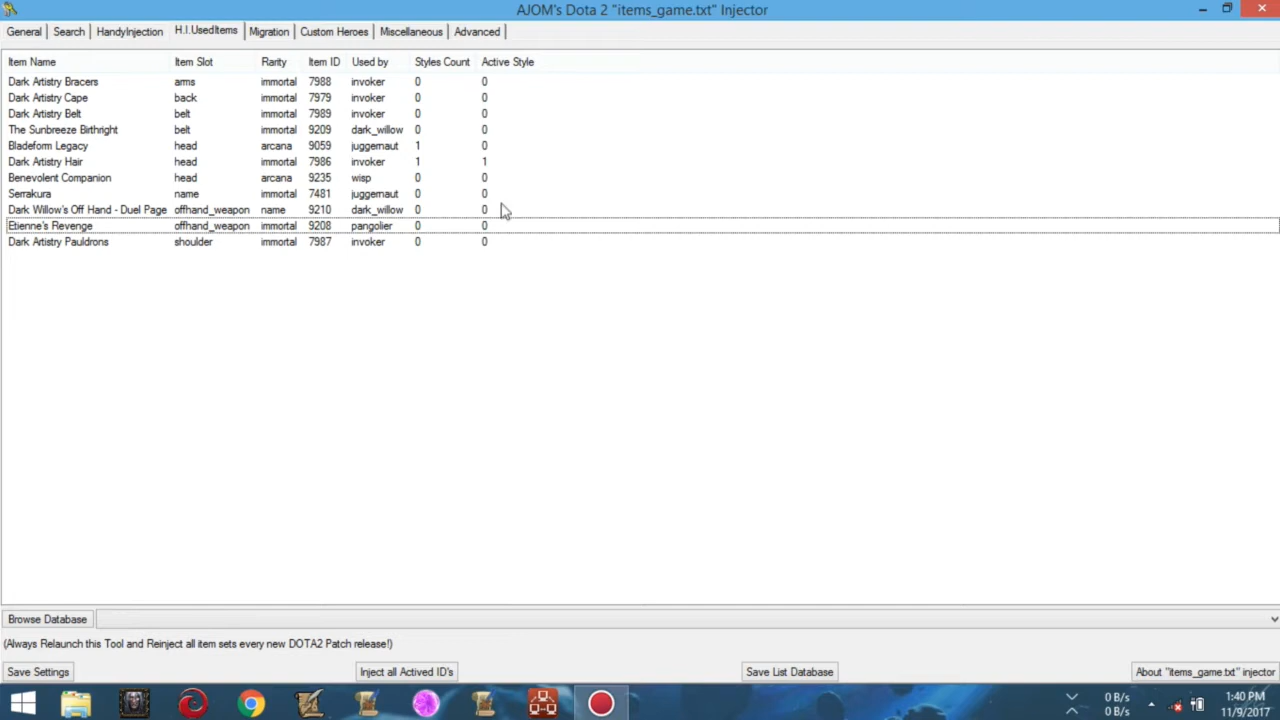 AJOM's Dota 2 "items_game.txt" Injector
General Search HandyInjection H.I.UsedItems Migration Custom Heroes Miscellaneous Advanced
Item Name Item Slot Rarity Item ID Used by Styles Count Active Style
Dark Artistry Bracers arms immortal 7988 invoker 0 0
Dark Artistry Cape back immortal 7979 invoker 0 0
Dark Artistry Belt belt immortal 7989 invoker 0 0
The Sunbreeze Birthright belt immortal 9209 dark_willow 0 0
Bladeform Legacy head arcana 9059 juggernaut 1 0
Dark Artistry Hair head immortal 7986 invoker 1 1
Benevolent Companion head arcana 9235 wisp 0 0
Serrakura name immortal 7481 juggernaut 0 0
Dark Willow's Off Hand - Duel Page offhand_weapon name 9210 dark_willow 0 0
Etienne's Revenge offhand_weapon immortal 9208 pangolier 0 0
Dark Artistry Pauldrons shoulder immortal 7987 invoker 0 0
Browse Database
(Always Relaunch this Tool and Reinject all item sets every new DOTA2 Patch release!)
Save Settings Inject all Actived ID's Save List Database About "items_game.txt" injector
0 B/s 1:40 PM
0 B/s 11/9/2017